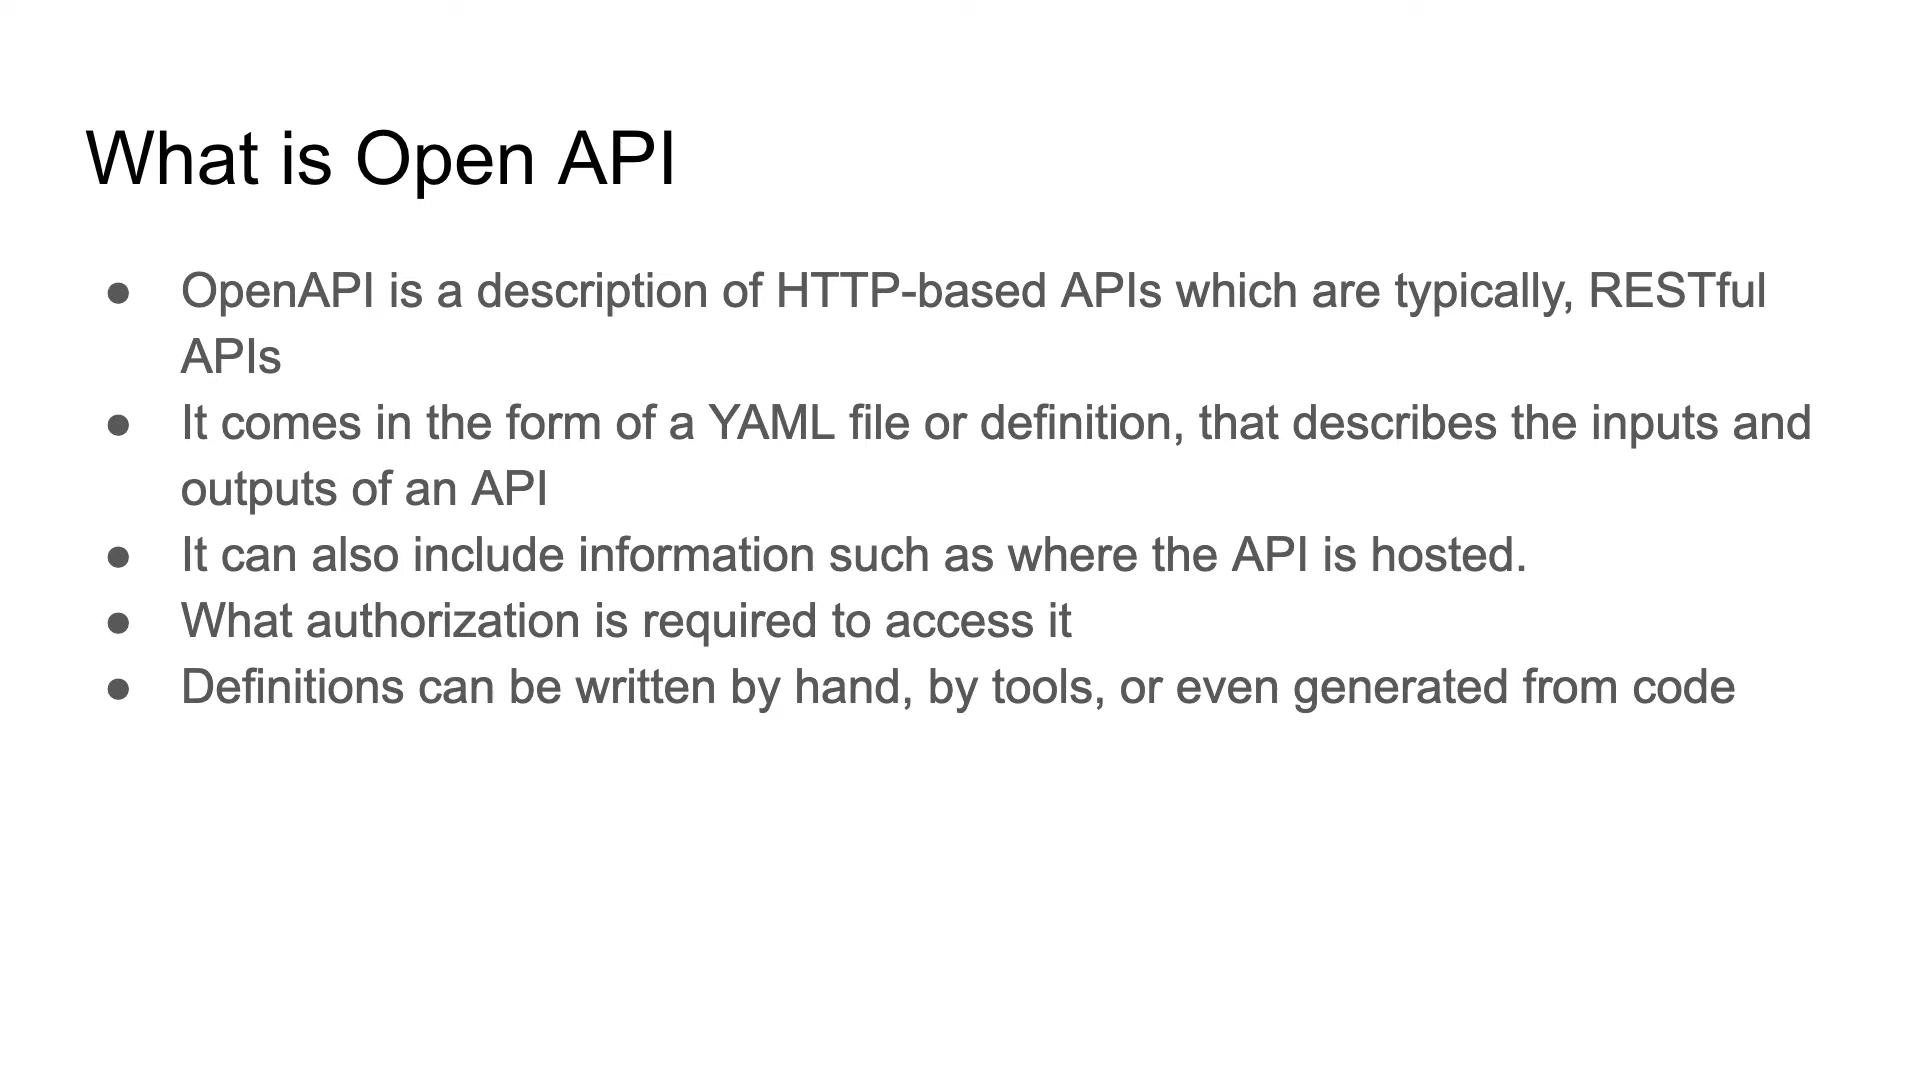 What is Open API
● OpenAPI is a description of HTTP-based APIs which are typically, RESTful
APIs
● It comes in the form of a YAML file or definition, that describes the inputs and
outputs of an API
● It can also include information such as where the API is hosted.
● What authorization is required to access it
● Definitions can be written by hand, by tools, or even generated from code